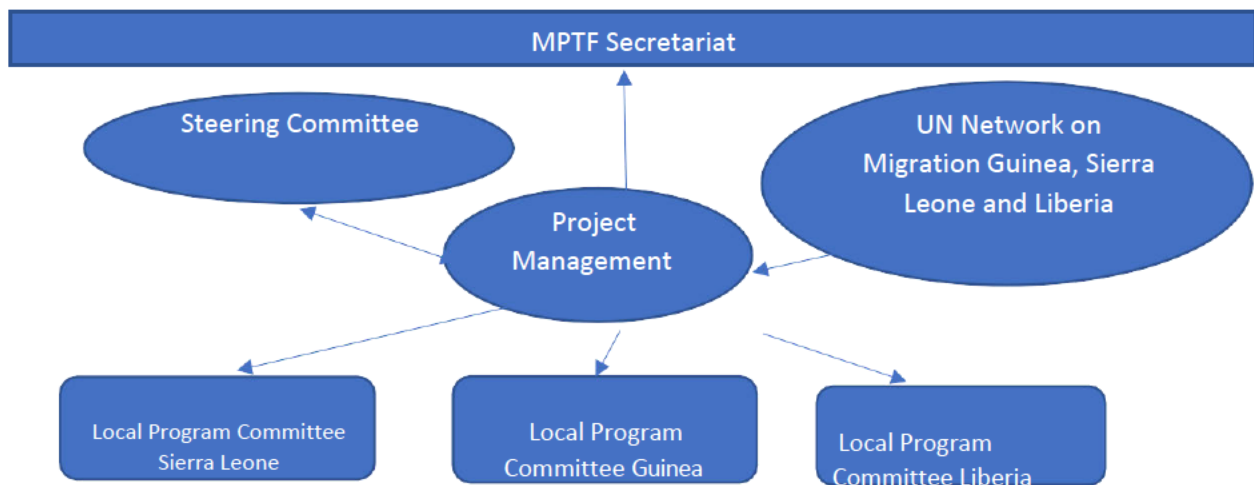 MPTF Secretariat
Steering Committee
UN Network on
Migration Guinea, Sierra
Leone and Liberia
Project
Management
Local Program Committee
Sierra Leone
Local Program
Committee Guinea
Local Program
Committee Liberia